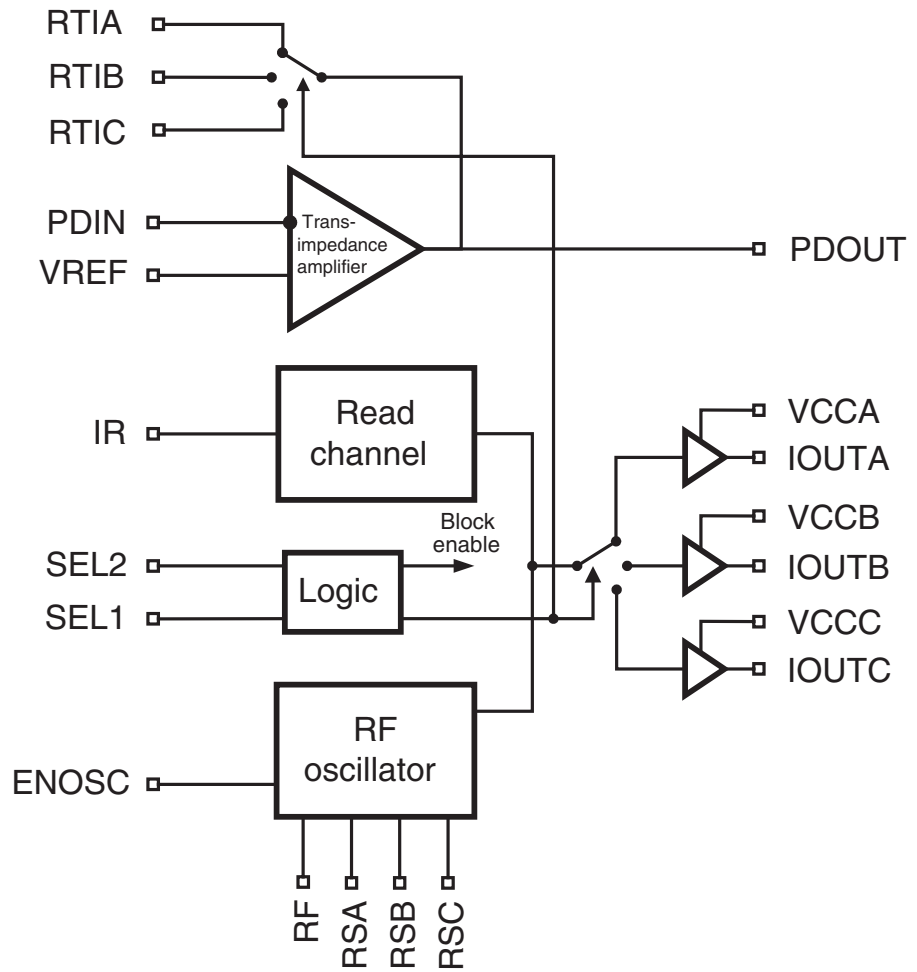 RTIA
RTIB
RTIC
PDIN
VREF
Trans-
impedance
amplifier
PDOUT
IR
Read
channel
VCCA
IOUTA
VCCB
IOUTB
VCCC
IOUTC
Block
enable
SEL2
SEL1
Logic
RF
oscillator
ENOSC
RF
RSA
RSB
RSC